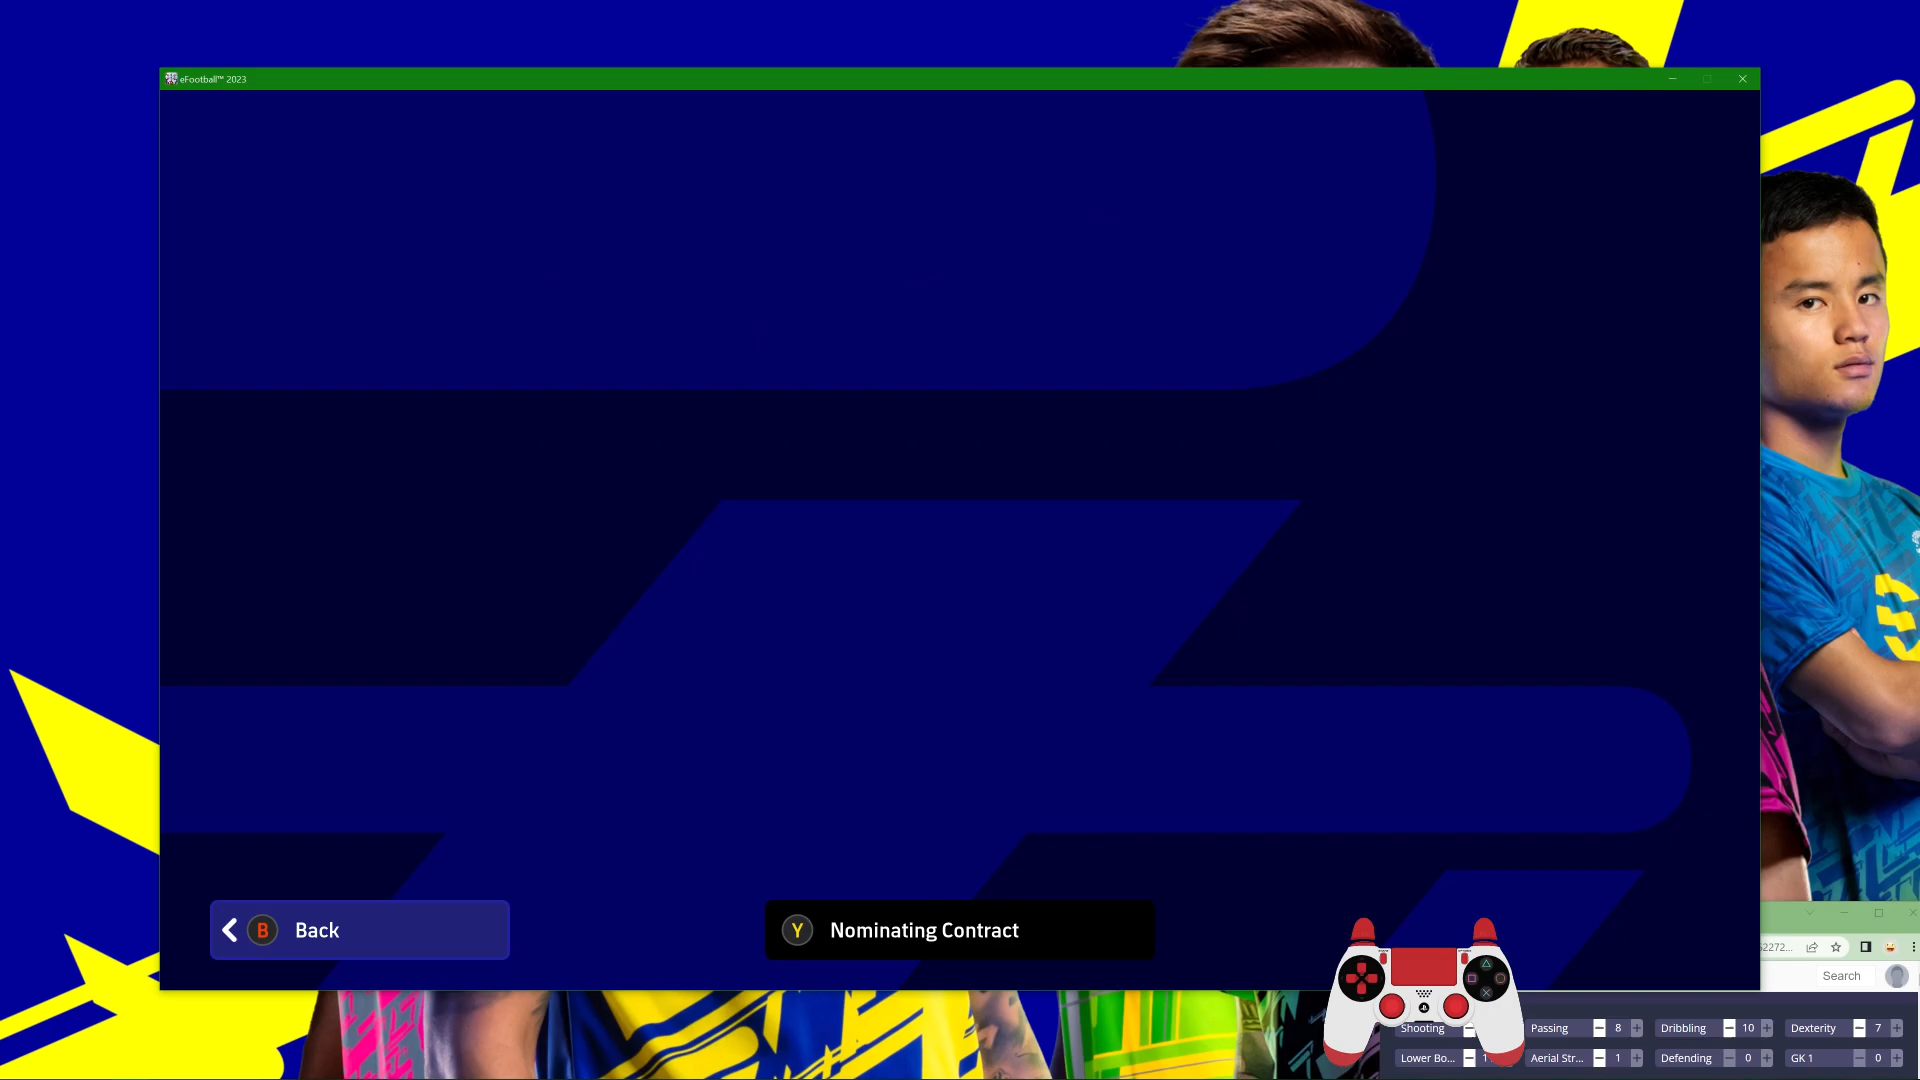 eFootball™ 2023
62272...
Search
B Back
Y Nominating Contract
Shooting
Passing 8
Dribbling 10
Dexterity 7
Lower Bo...
Aerial Str... 1
Defending 0
GK 1 0